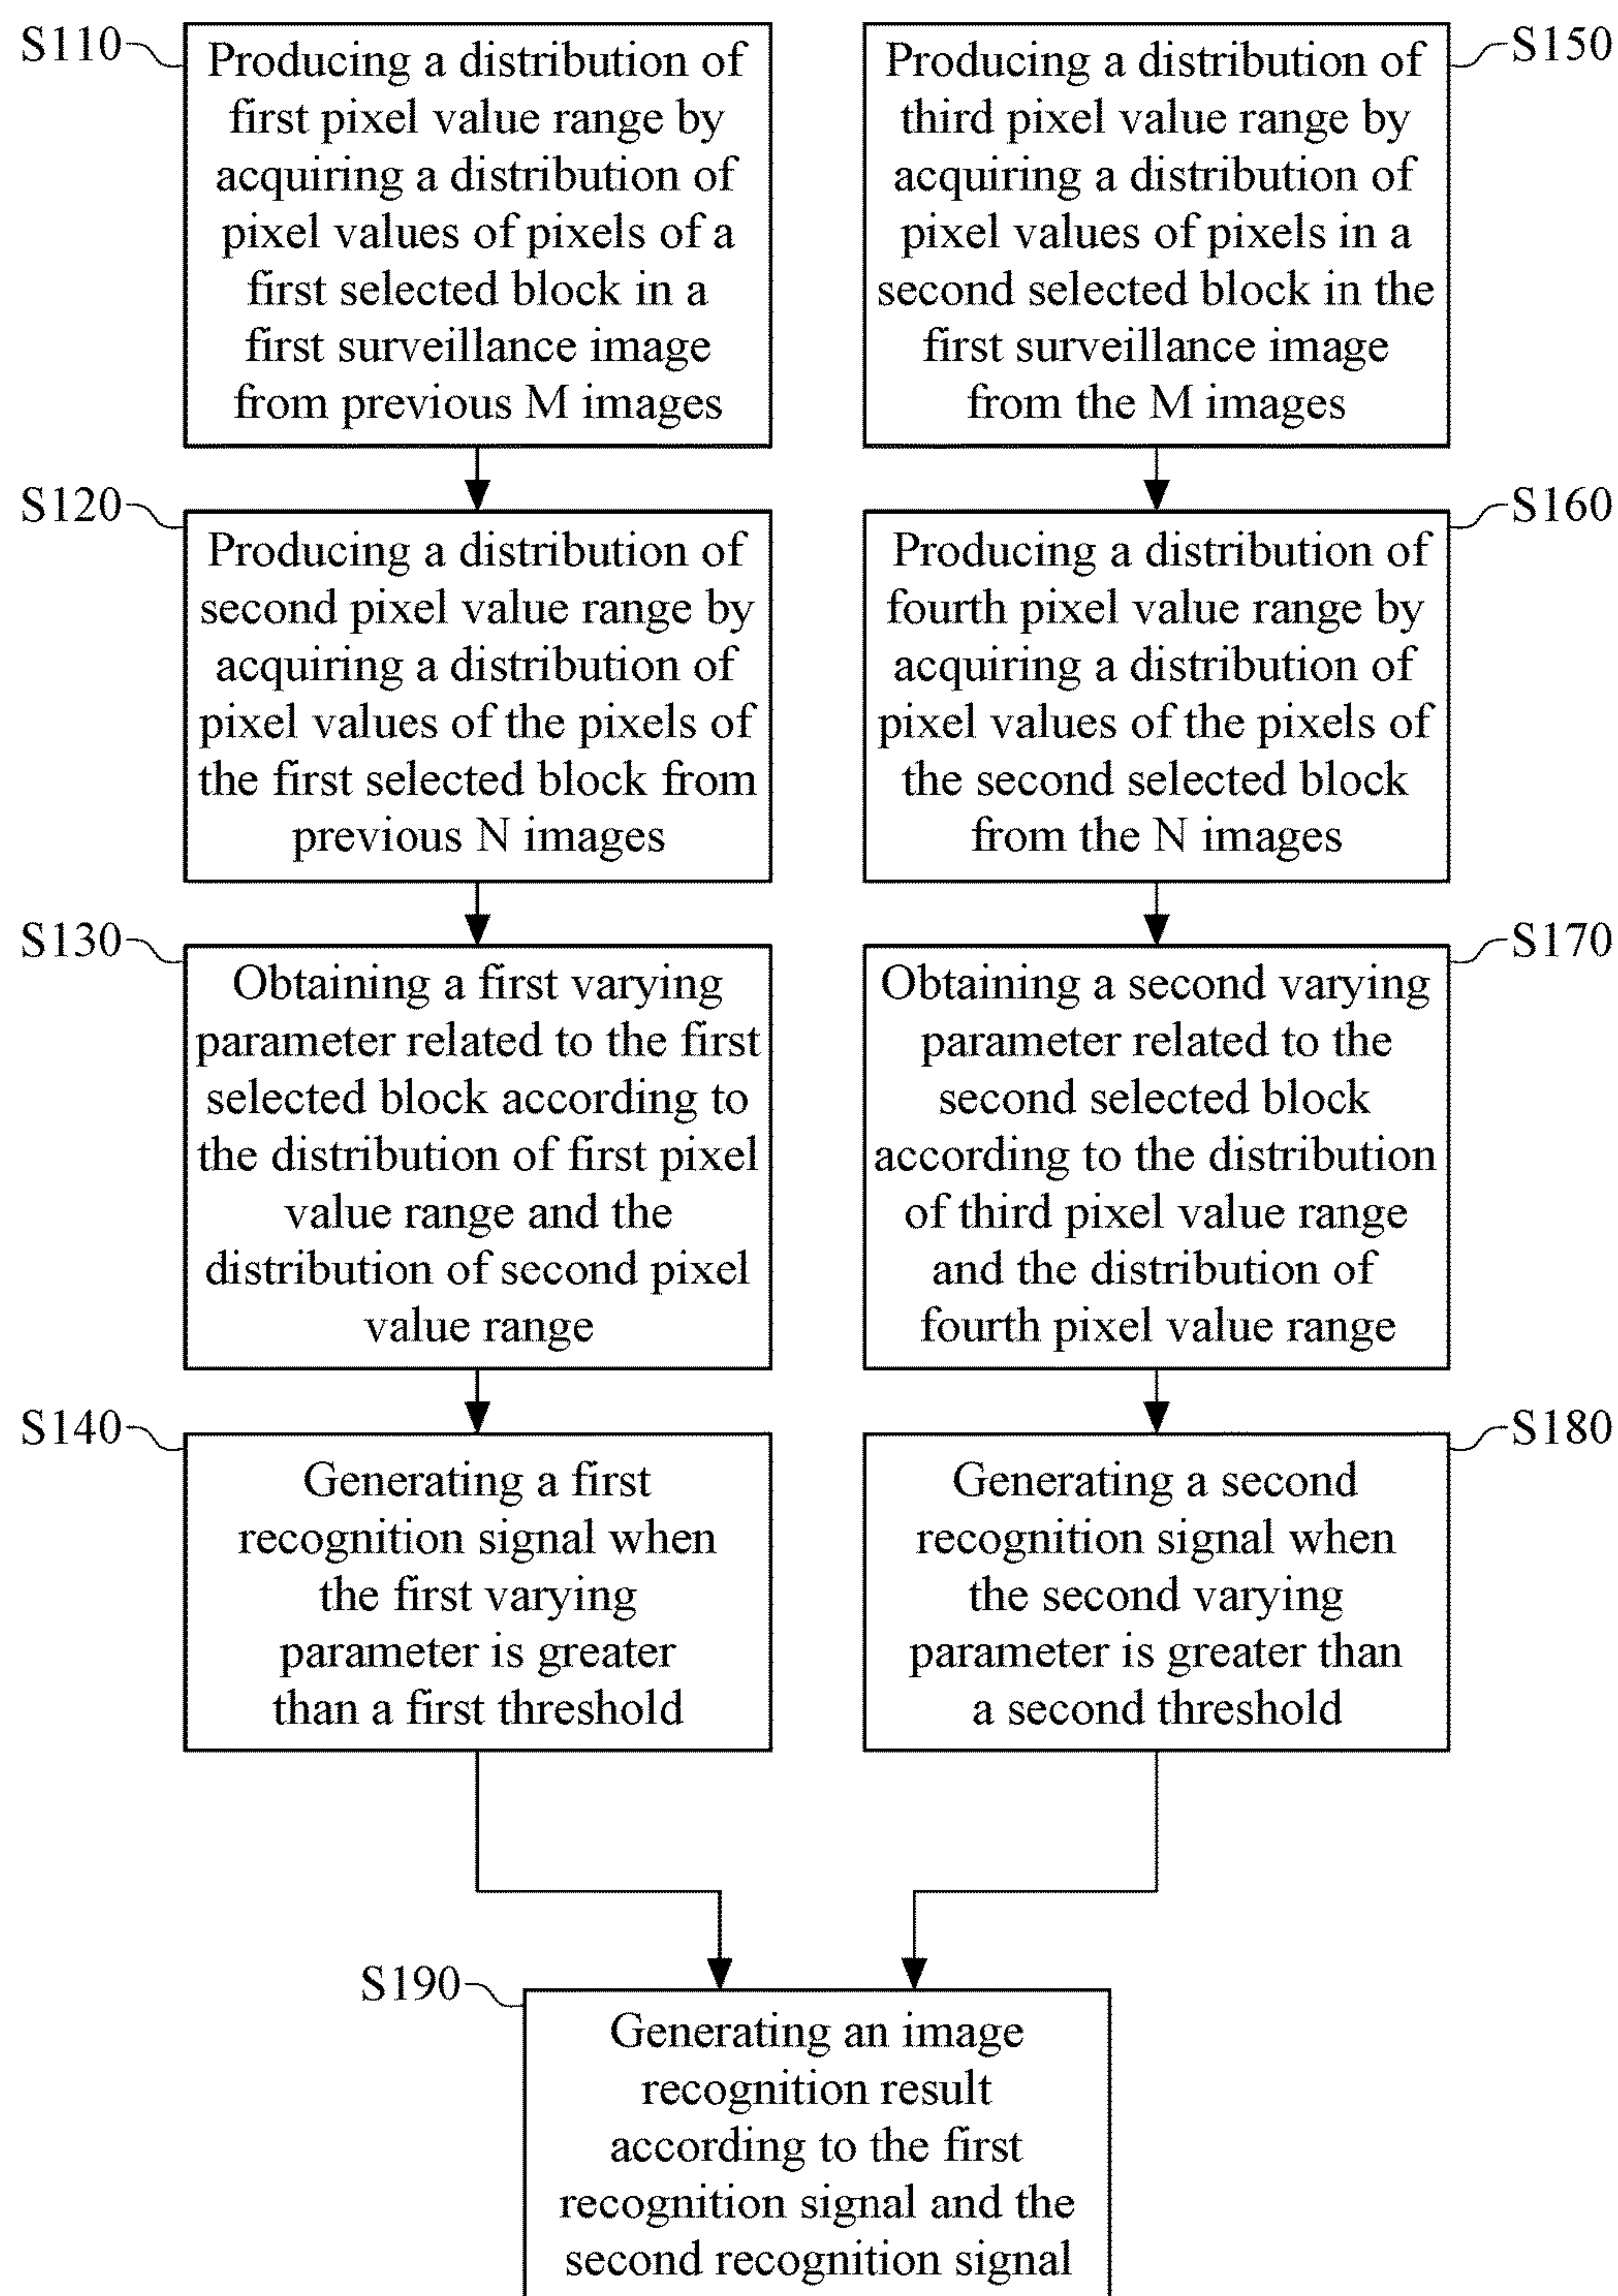 S110
Producing a distribution of
first pixel value range by
acquiring a distribution of
pixel values of pixels of a
first selected block in a
first surveillance image
from previous M images
S120
Producing a distribution of
second pixel value range by
acquiring a distribution of
pixel values of the pixels of
the first selected block from
previous N images
S130
Obtaining a first varying
parameter related to the first
selected block according to
the distribution of first pixel
value range and the
distribution of second pixel
value range
S140
Generating a first
recognition signal when
the first varying
parameter is greater
than a first threshold
S150
Producing a distribution of
third pixel value range by
acquiring a distribution of
pixel values of pixels in a
second selected block in the
first surveillance image
from the M images
S160
Producing a distribution of
fourth pixel value range by
acquiring a distribution of
pixel values of the pixels of
the second selected block
from the N images
S170
Obtaining a second varying
parameter related to the
second selected block
according to the distribution
of third pixel value range
and the distribution of
fourth pixel value range
S180
Generating a second
recognition signal when
the second varying
parameter is greater than
a second threshold
S190
Generating an image
recognition result
according to the first
recognition signal and the
second recognition signal